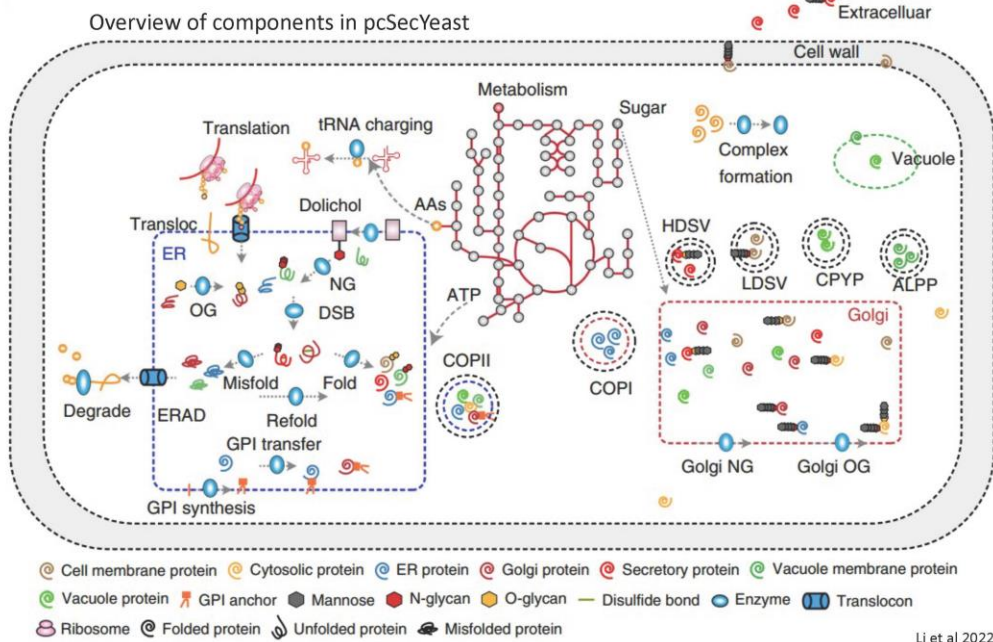 Overview of components in pcSecYeast
Extracelluar
Cell wall
Metabolism
Sugar
Translation
tRNA charging
Complex
formation
Vacuole
AAs
Transloc
Dolichol
ER
HDSV
LDSV
CPYP
ALPP
NG
OG
DSB
ATP
Golgi
COPII
COPI
Misfold
Fold
Degrade
ERAD
Refold
GPI transfer
Golgi NG
Golgi OG
GPI synthesis
Cell membrane protein
Cytosolic protein
ER protein
Golgi protein
Secretory protein
Vacuole membrane protein
Vacuole protein
GPI anchor
Mannose
N-glycan
O-glycan
Disulfide bond
Enzyme
Translocon
Ribosome
Folded protein
Unfolded protein
Misfolded protein
Li et al 2022